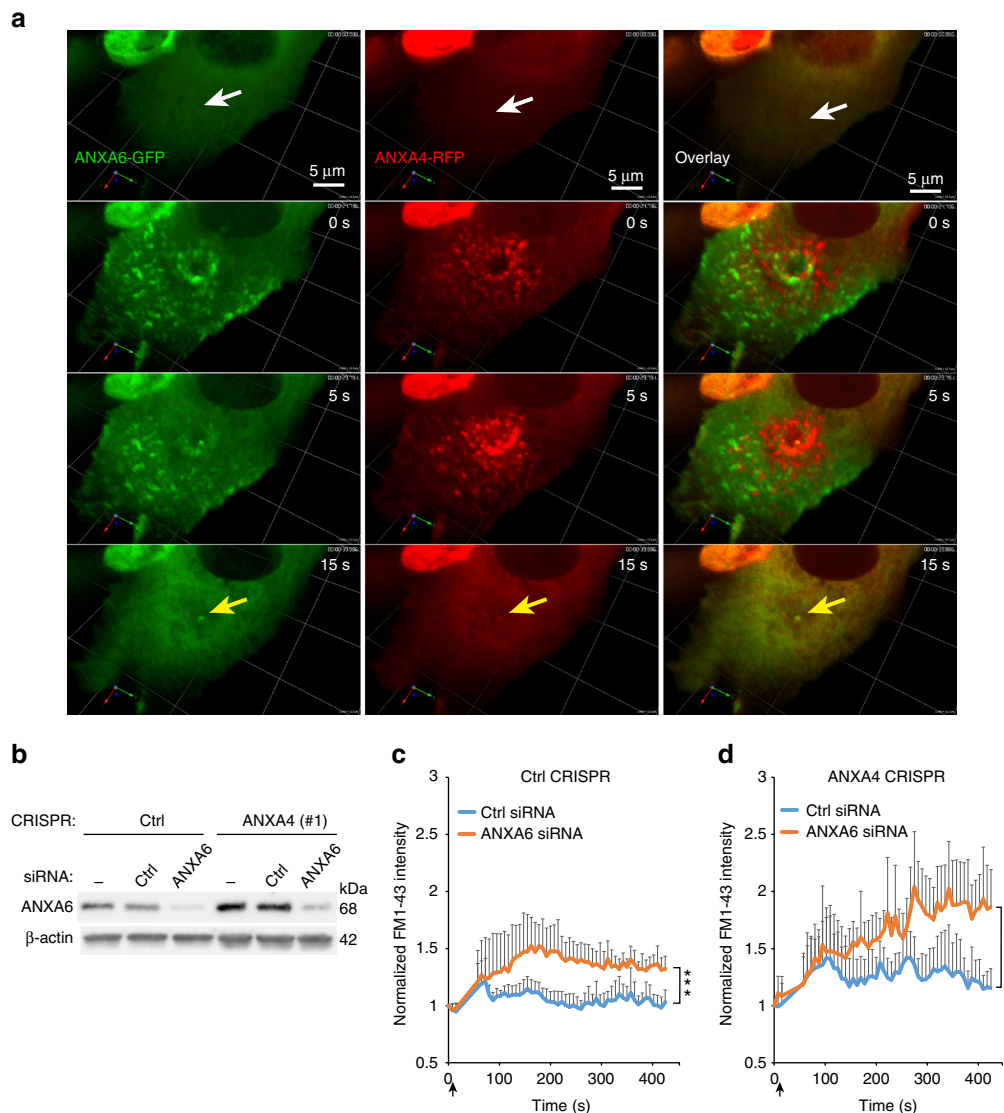 a
ANXA6-GFP
5 µm
ANXA4-RFP
5 µm
Overlay
5 µm
0 s
0 s
0 s
5 s
5 s
5 s
15 s
15 s
15 s
b
CRISPR: Ctrl ANXA4 (#1)
siRNA: – Ctrl ANXA6 – Ctrl ANXA6
kDa
ANXA6 68
β-actin 42
c
Ctrl CRISPR
Ctrl siRNA
ANXA6 siRNA
Normalized FM1-43 intensity
3
2.5
2
1.5
1
0.5
***
0 100 200 300 400
Time (s)
d
ANXA4 CRISPR
Ctrl siRNA
ANXA6 siRNA
Normalized FM1-43 intensity
3
2.5
2
1.5
1
0.5
0 100 200 300 400
Time (s)